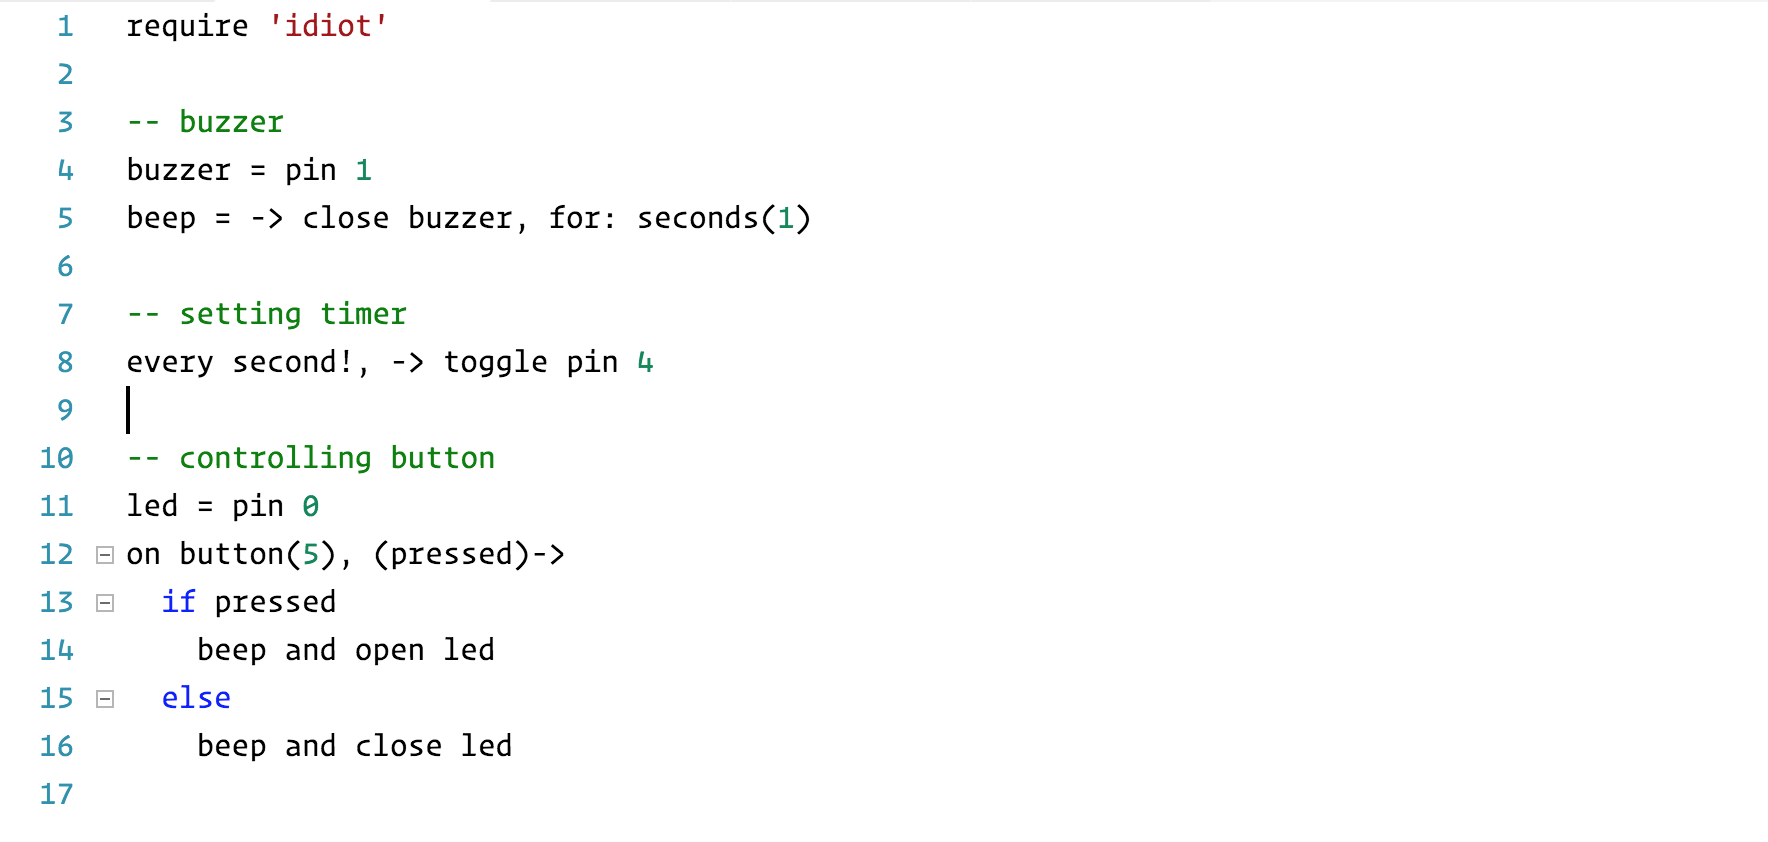 1 require 'idiot'
2
3 -- buzzer
4 buzzer = pin 1
5 beep = -> close buzzer, for: seconds(1)
6
7 -- setting timer
8 every second!, -> toggle pin 4
9
10 -- controlling button
11 led = pin 0
12 on button(5), (pressed)->
13   if pressed
14     beep and open led
15   else
16     beep and close led
17